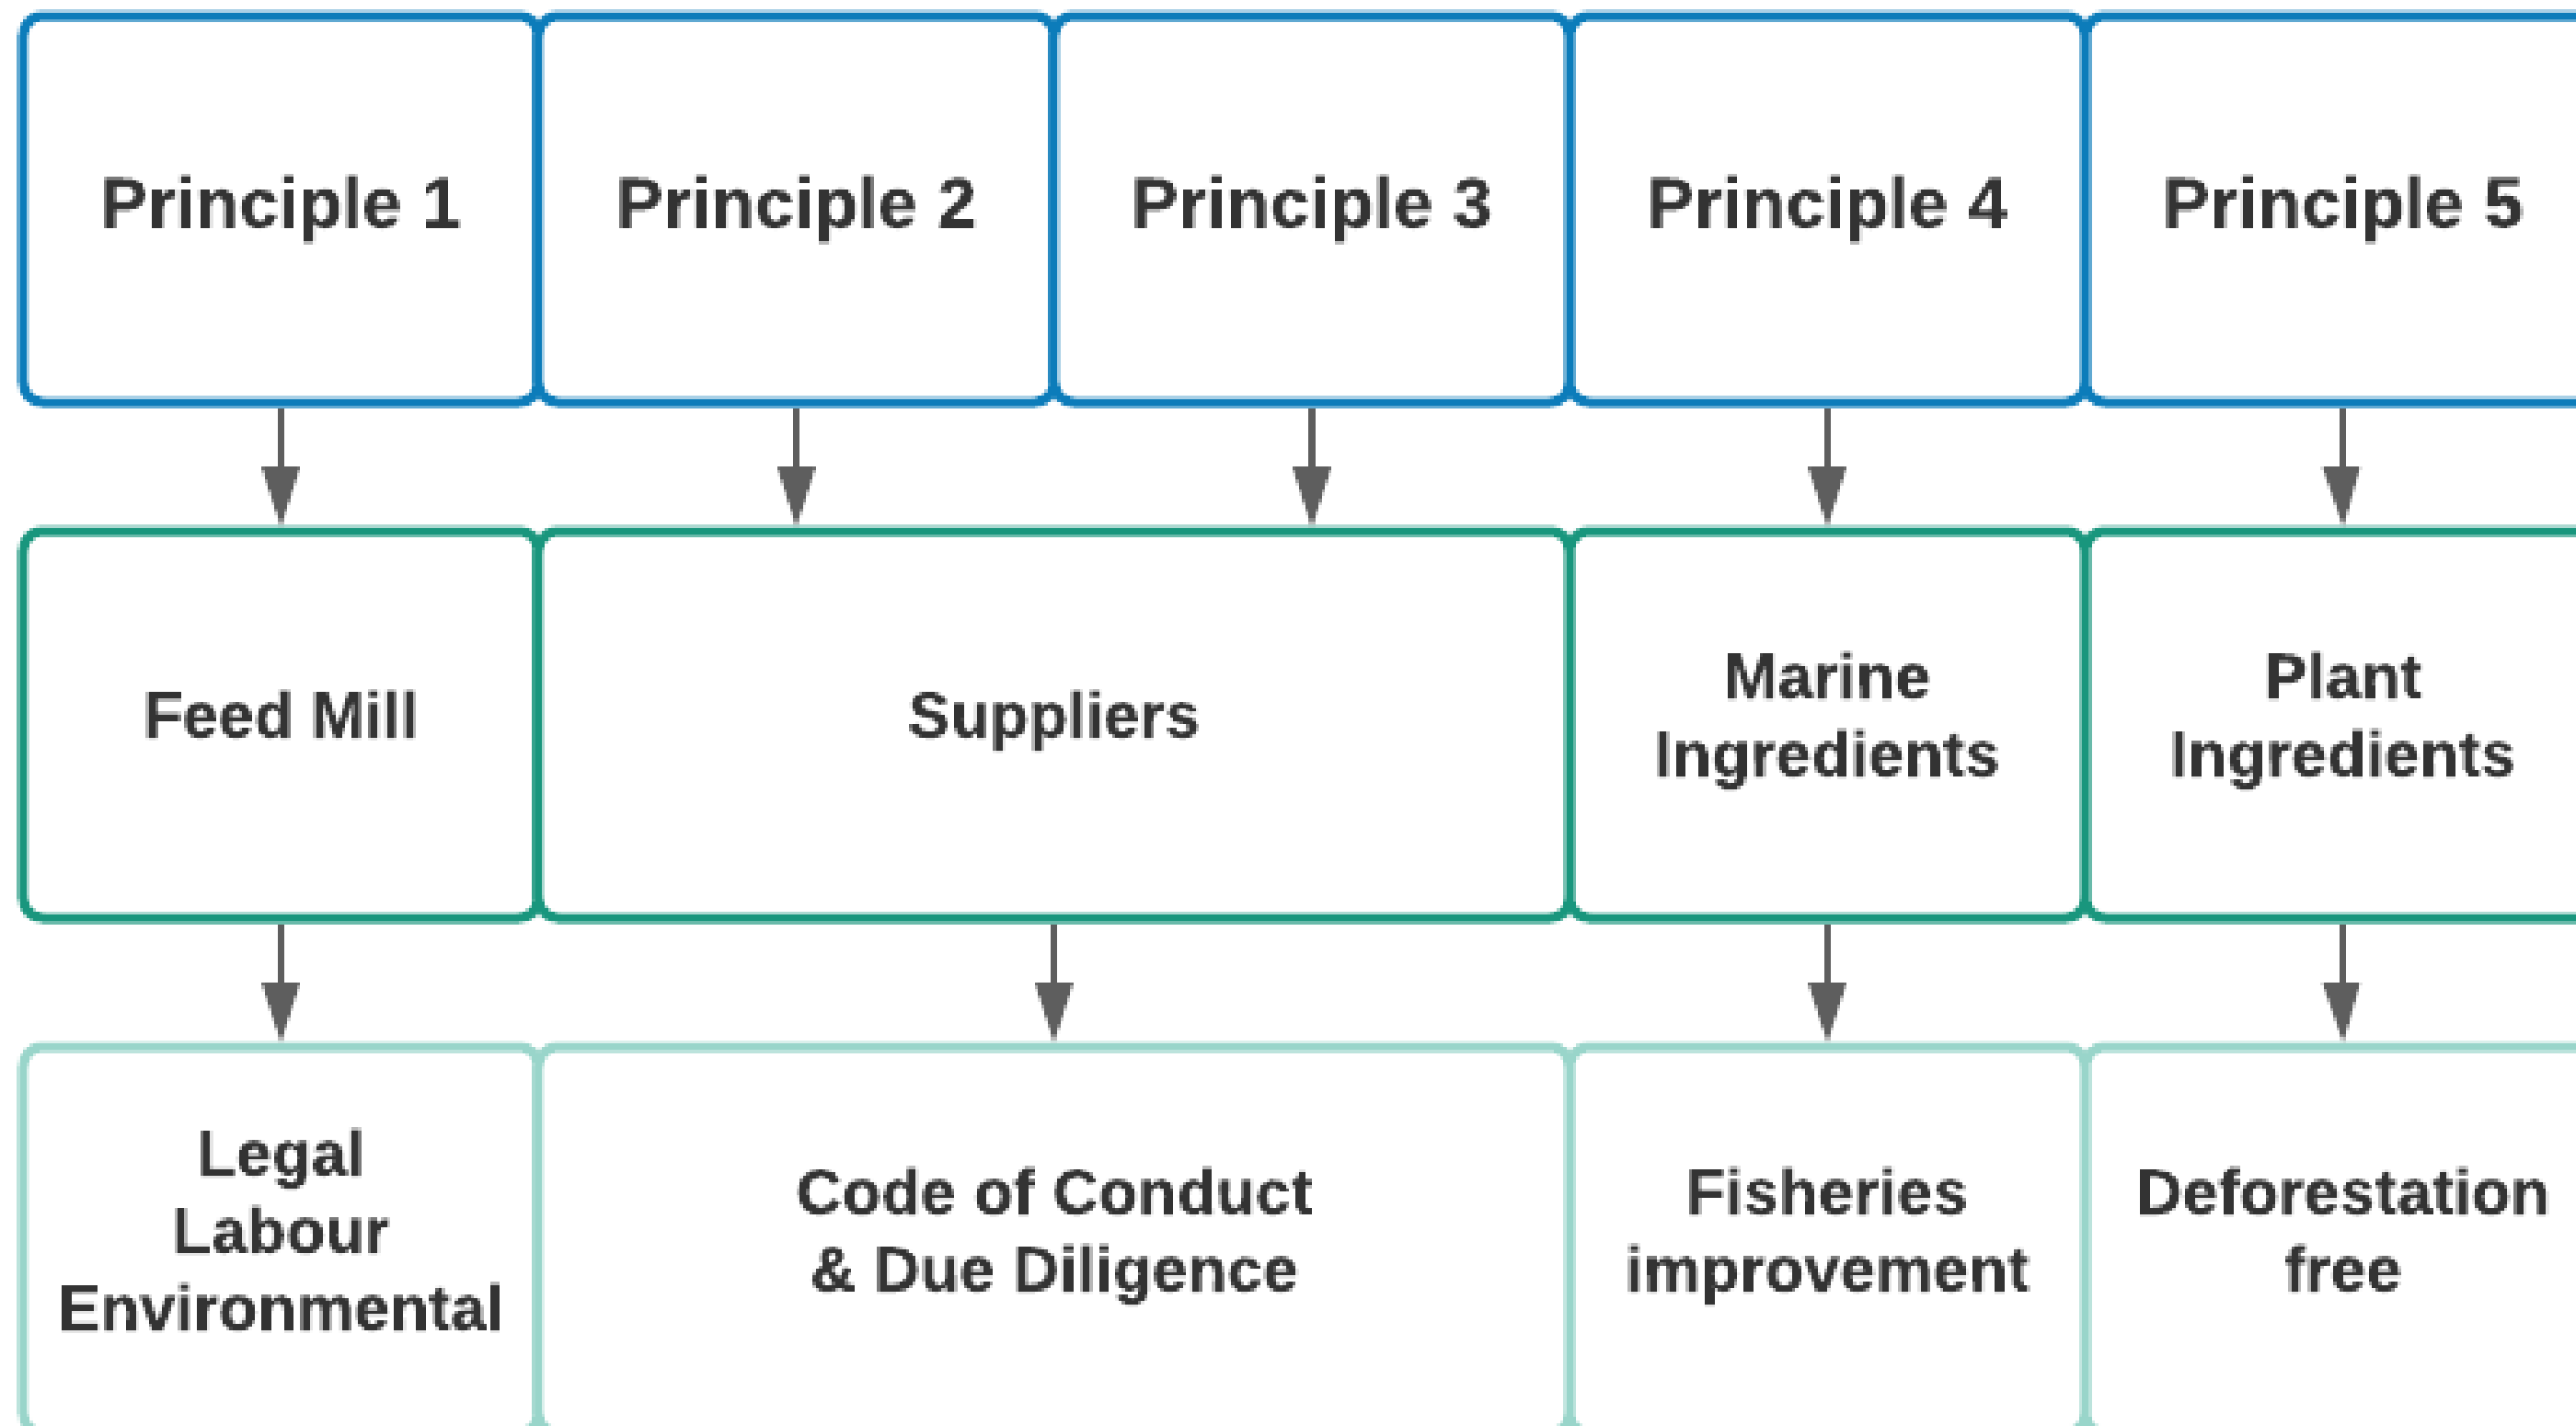 Principle 1
Principle 2
Principle 3
Principle 4
Principle 5
Feed Mill
Suppliers
Marine
Ingredients
Plant
Ingredients
Legal
Labour
Environmental
Code of Conduct
& Due Diligence
Fisheries
improvement
Deforestation
free